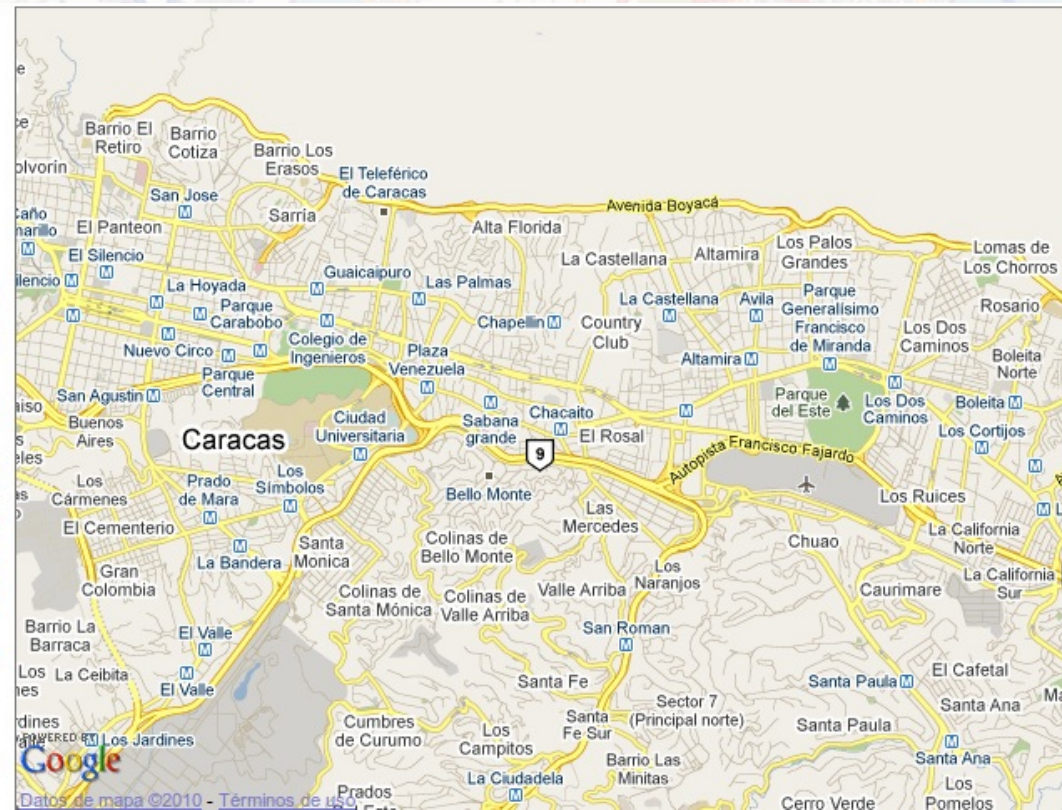 Barrio El
Retiro
Barrio
Cotiza
Barrio Los
Erasos
El Teleférico
de Caracas
San Jose
Sarría
El Panteon
Avenida Boyacá
Alta Florida
La Castellana
Altamira
Los Palos
Grandes
Lomas de
Los Chorros
El Silencio
Guaicaipuro
Las Palmas
La Hoyada
Parque
Carabobo
La Castellana
Avila
Parque
Generalísimo
Francisco
de Miranda
Rosario
Chapellin
Country
Club
Los Dos
Caminos
Nuevo Circo
Colegio de
Ingenieros
Plaza
Venezuela
Altamira
Boleita
Norte
Parque
Central
San Agustin
Buenos
Aires
Parque
del Este
Los Dos
Caminos
Boleita
Ciudad
Universitaria
Sabana
grande
Chacaito
El Rosal
Los Cortijos
Caracas
9
Autopista Francisco Fajardo
Los
Cármenes
Prado
de Mara
Los
Símbolos
Bello Monte
Los Ruices
El Cementerio
Las
Mercedes
Chuao
La California
Norte
La Bandera
Santa
Monica
Colinas de
Bello Monte
Gran
Colombia
Colinas de
Santa Mónica
Colinas de
Valle Arriba
Valle Arriba
Los
Naranjos
Caurimare
La California
Sur
Barrio La
Barraca
El Valle
San Roman
La Ceibita
El Valle
Santa Fe
Santa Paula
El Cafetal
Santa Ana
Sector 7
(Principal norte)
Los Jardines
Cumbres
de Curumo
Los
Campitos
Santa
Fe Sur
Santa Paula
Barrio Las
Minitas
Santa Ana
La Ciudadela
Prados
Cerro Verde
Los
Pomelos
POWERED BY
Google
Datos de mapa ©2010 - Términos de uso